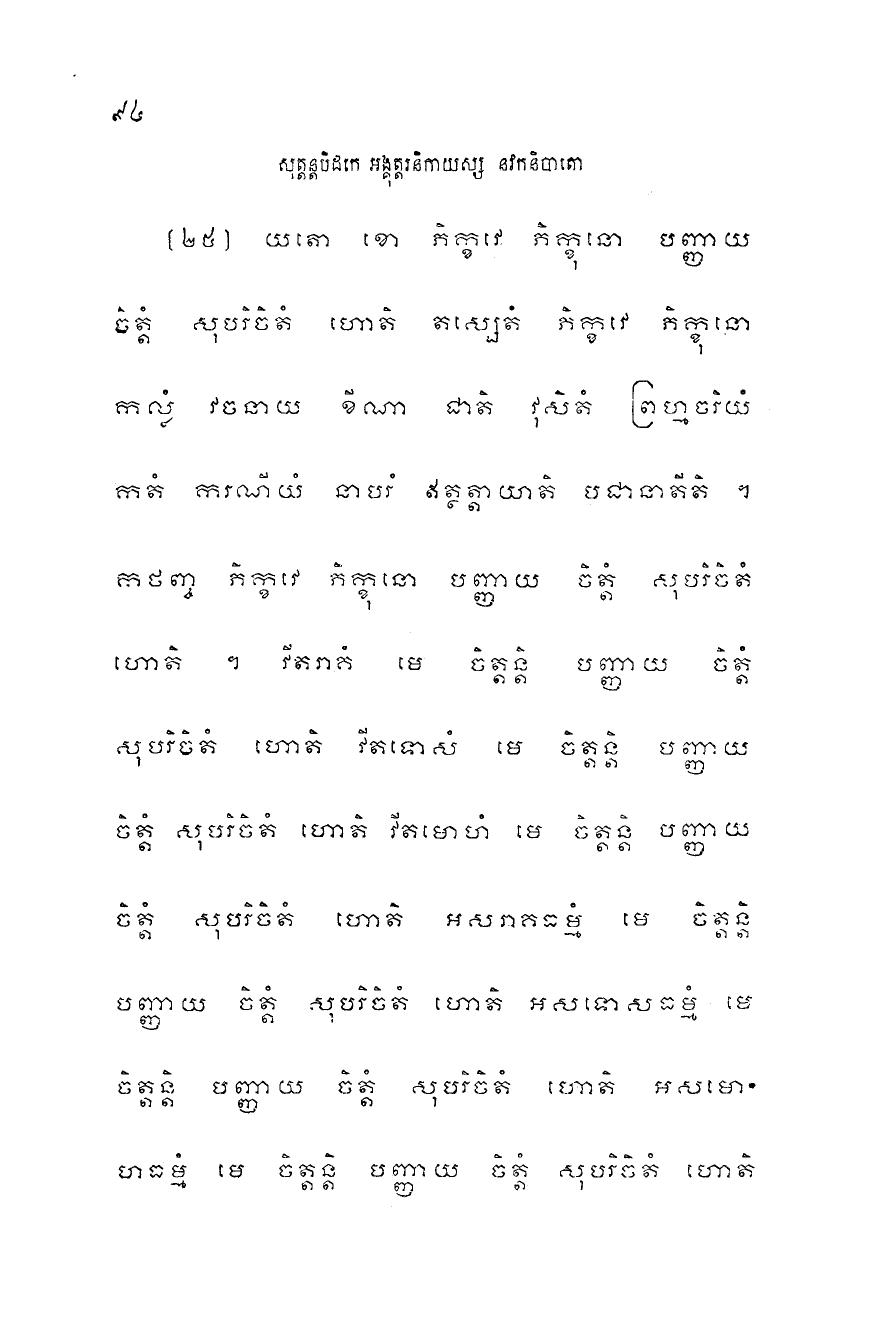 ៩៤
សុត្តន្តបិដកេ អង្គុត្តរនិកាយស្ស នវកនិបាតោ
(២៥) យតោ ខោ ភិក្ខវេ ភិក្ខុនោ បញ្ញាយ
ចិត្តំ សុបរិចិតំ ហោតិ តស្សេតំ ភិក្ខវេ ភិក្ខុនោ
កល្លំ វចនាយ ខីណា ជាតិ វុសិតំ ព្រហ្មចរិយំ
កតំ ករណីយំ នាបរំ ឥត្ថត្តាយាតិ បជានាតីតិ ។
កថញ្ច ភិក្ខវេ ភិក្ខុនោ បញ្ញាយ ចិត្តំ សុបរិចិតំ
ហោតិ ។ វីតរាគំ មេ ចិត្តន្តិ បញ្ញាយ ចិត្តំ
សុបរិចិតំ ហោតិ វីតទោសំ មេ ចិត្តន្តិ បញ្ញាយ
ចិត្តំ សុបរិចិតំ ហោតិ វីតមោហំ មេ ចិត្តន្តិ បញ្ញាយ
ចិត្តំ សុបរិចិតំ ហោតិ អសរាគធម្មំ មេ ចិត្តន្តិ
បញ្ញាយ ចិត្តំ សុបរិចិតំ ហោតិ អសទោសធម្មំ មេ
ចិត្តន្តិ បញ្ញាយ ចិត្តំ សុបរិចិតំ ហោតិ អសមោ•
ហធម្មំ មេ ចិត្តន្តិ បញ្ញាយ ចិត្តំ សុបរិចិតំ ហោតិ